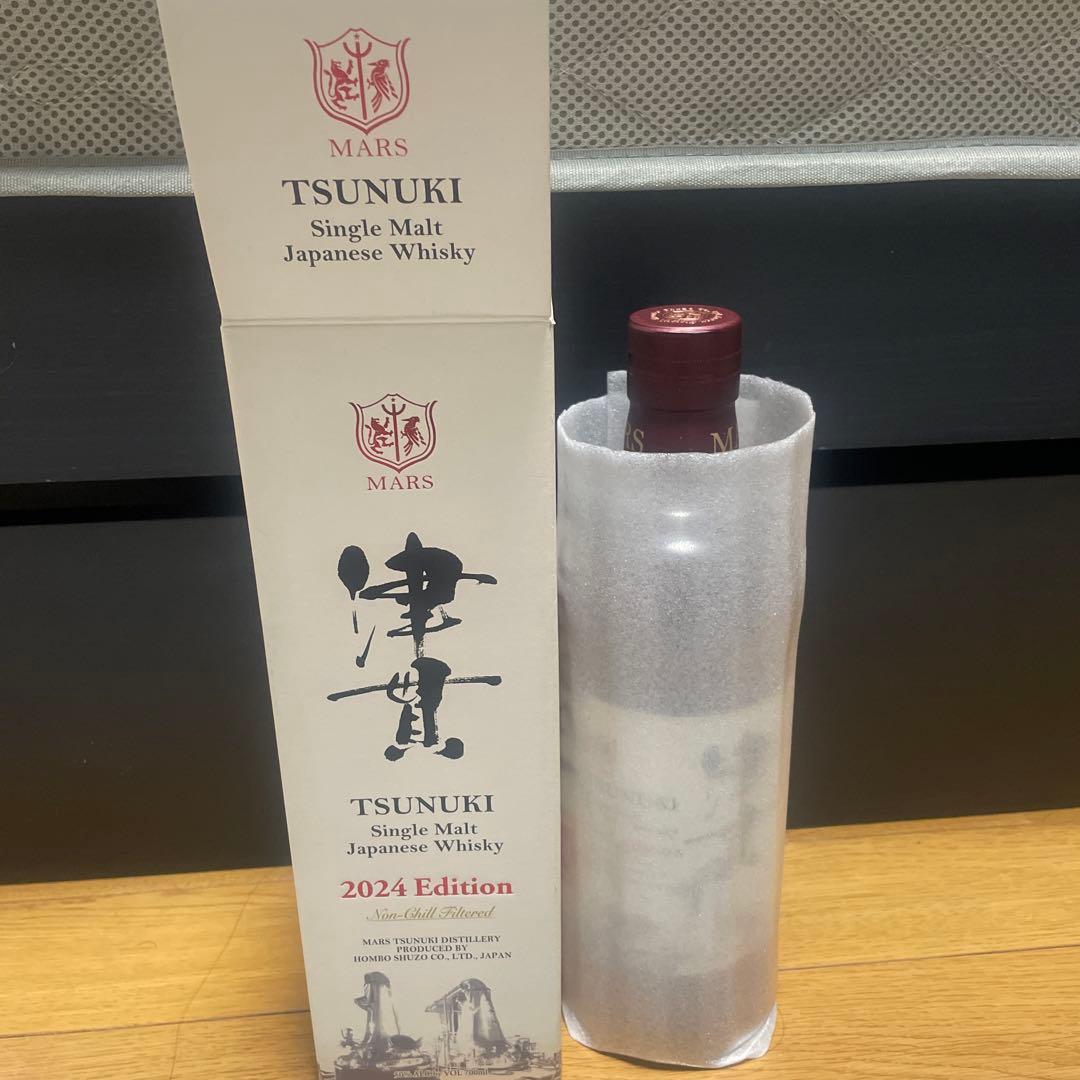 MARS
TSUNUKI
Single Malt
Japanese Whisky
MARS
津貫
TSUNUKI
Single Malt
Japanese Whisky
2024 Edition
Non-Chill Filtered
MARS TSUNUKI DISTILLERY
PRODUCED BY
HOMBO SHUZO CO., LTD., JAPAN